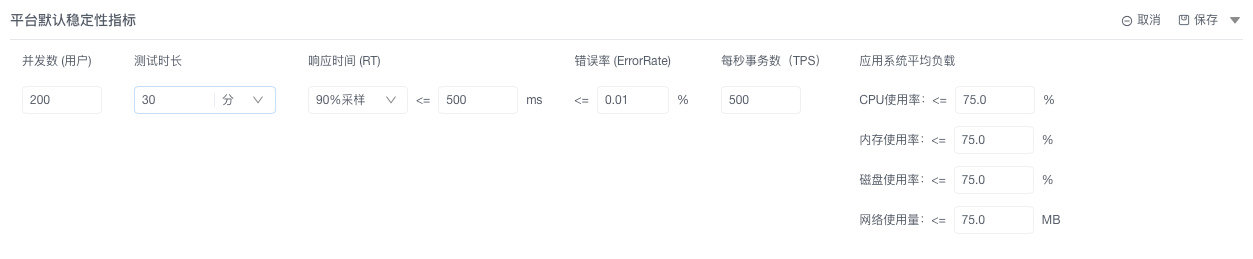 平台默认稳定性指标 取消 保存
并发数 (用户) 测试时长 响应时间 (RT) 错误率 (ErrorRate) 每秒事务数（TPS） 应用系统平均负载
200 30 分 90%采样 <= 500 ms <= 0.01 % 500 CPU使用率：<= 75.0 %
内存使用率：<= 75.0 %
磁盘使用率：<= 75.0 %
网络使用量：<= 75.0 MB